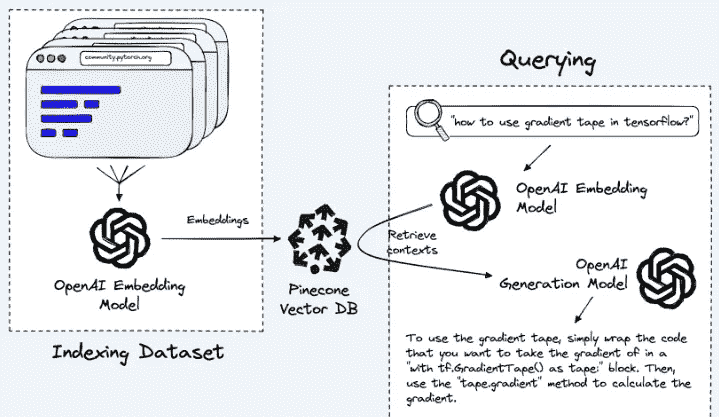 community.pytorch.org
OpenAI Embedding
Model
Indexing Dataset
Embeddings
Pinecone
Vector DB
Querying
"how to use gradient tape in tensorflow?"
OpenAI Embedding
Model
Retrieve
contexts
OpenAI
Generation Model
To use the gradient tape, simply wrap the code
that you want to take the gradient of in a
"with tf.GradientTape() as tape:" block. Then,
use the "tape.gradient" method to calculate the
gradient.